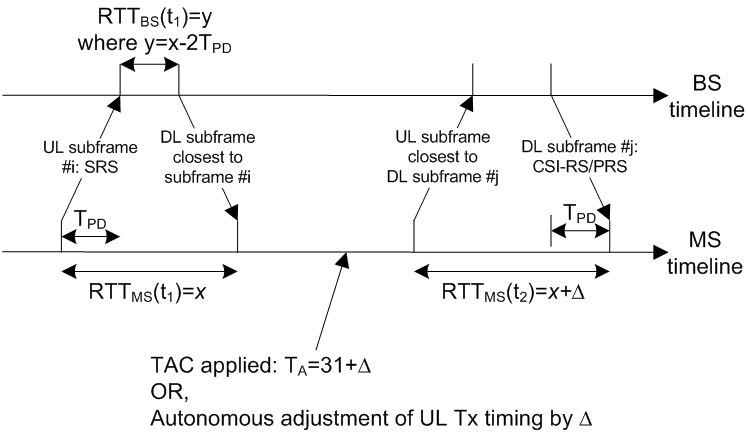 RTT_BS(t_1)=y
where y=x-2T_PD
BS
timeline
UL subframe
#i: SRS
DL subframe
closest to
subframe #i
UL subframe
closest to
DL subframe #j
DL subframe #j:
CSI-RS/PRS
T_PD
T_PD
MS
timeline
RTT_MS(t_1)=x
RTT_MS(t_2)=x+Δ
TAC applied: T_A=31+Δ
OR,
Autonomous adjustment of UL Tx timing by Δ